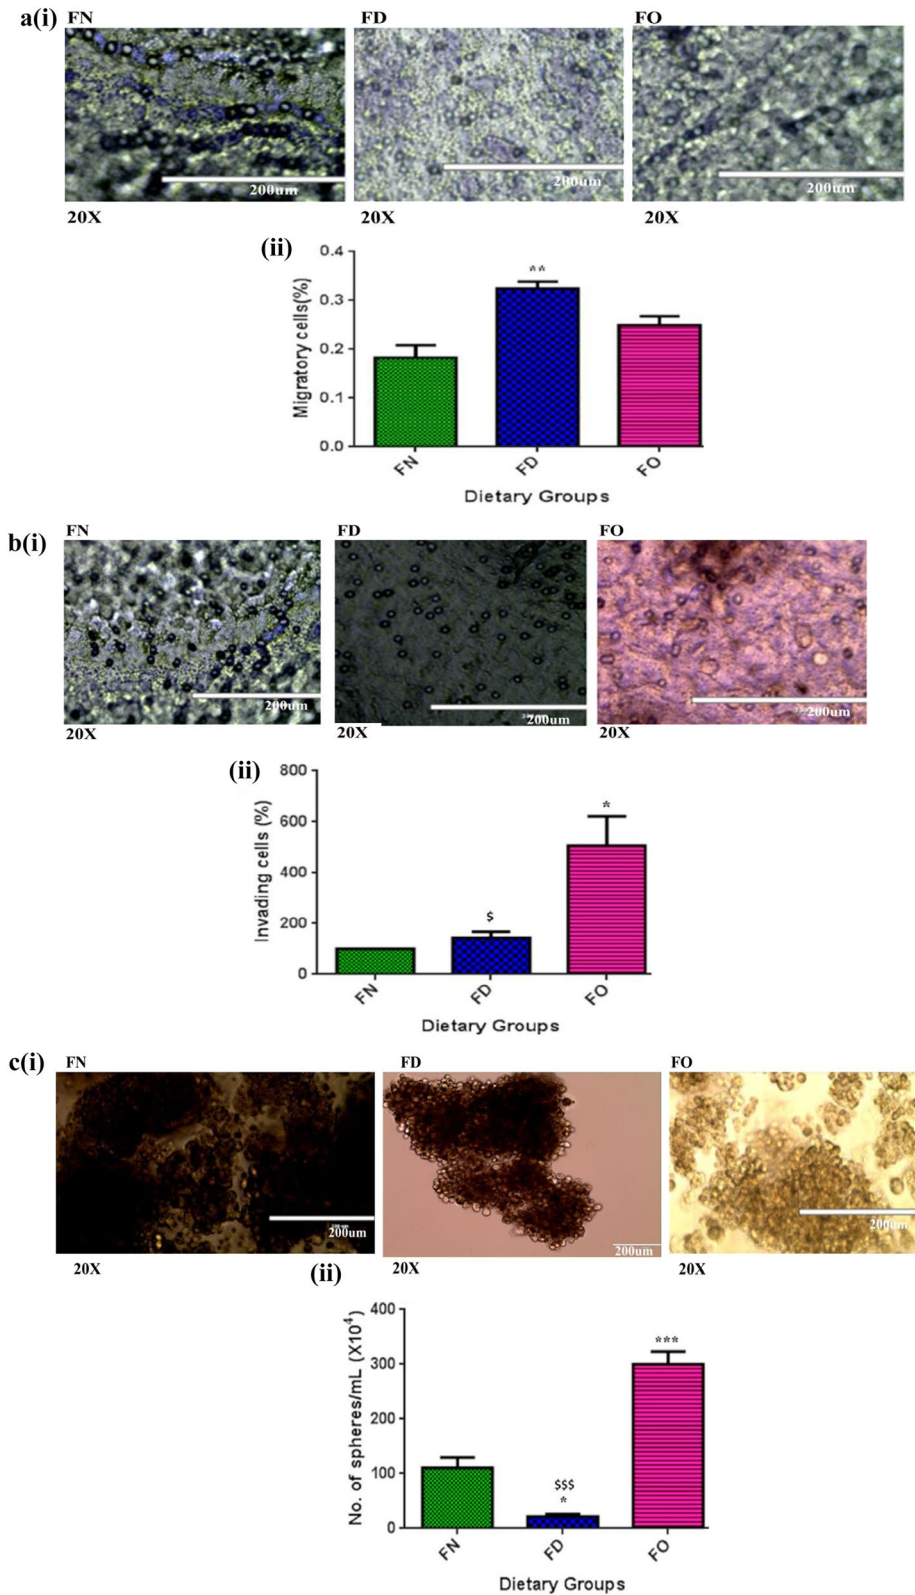 a(i)
FN FD FO
200um 200um 200um
20X 20X 20X
(ii)
**
0.4
0.3
0.2
0.1
0.0
Migratory cells(%)
FN FD FO
Dietary Groups
b(i)
FN FD FO
200um 200um 200um
20X 20X 20X
(ii)
800
600
400
200
0
Invading cells (%)
$ *
FN FD FO
Dietary Groups
c(i)
FN FD FO
200um 200um 200um
20X 20X 20X
(ii)
400
300
200
100
0
No. of spheres/mL (X10⁴)
***
$$$
*
FN FD FO
Dietary Groups